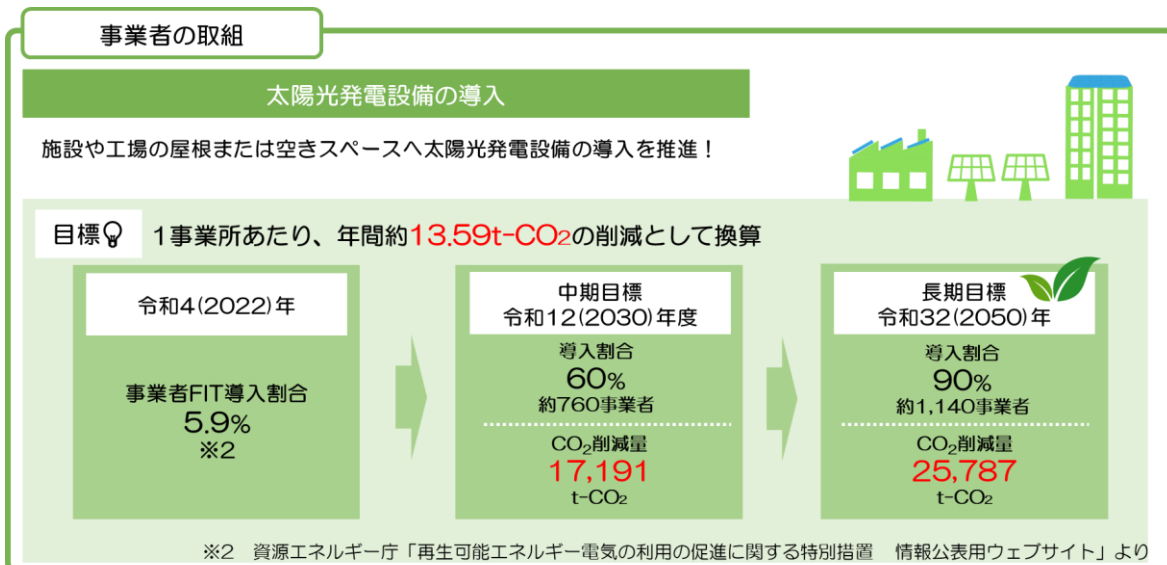 事業者の取組
太陽光発電設備の導入
施設や工場の屋根または空きスペースへ太陽光発電設備の導入を推進！
目標 1事業所あたり、年間約13.59t-CO₂の削減として換算
令和4(2022)年
事業者FIT導入割合
5.9%
※2
中期目標
令和12(2030)年度
導入割合
60%
約760事業者
CO₂削減量
17,191
t-CO₂
長期目標
令和32(2050)年
導入割合
90%
約1,140事業者
CO₂削減量
25,787
t-CO₂
※2　資源エネルギー庁「再生可能エネルギー電気の利用の促進に関する特別措置　情報公表用ウェブサイト」より